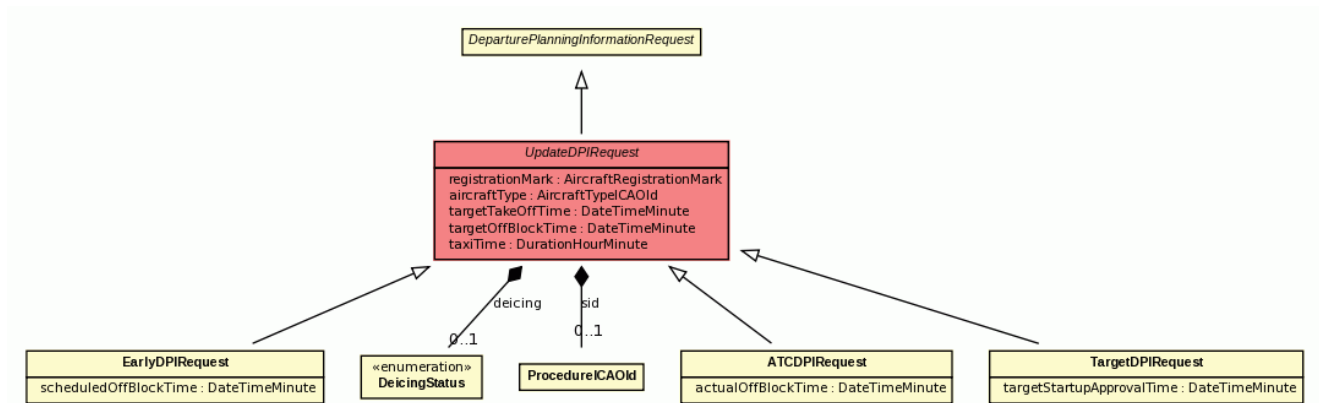 DeparturePlanningInformationRequest
UpdateDPIRequest
registrationMark : AircraftRegistrationMark
aircraftType : AircraftTypeICAOId
targetTakeOffTime : DateTimeMinute
targetOffBlockTime : DateTimeMinute
taxiTime : DurationHourMinute
deicing
sid
0..1
0..1
EarlyDPIRequest
scheduledOffBlockTime : DateTimeMinute
«enumeration»
DeicingStatus
ProcedureICAOId
ATCDPIRequest
actualOffBlockTime : DateTimeMinute
TargetDPIRequest
targetStartupApprovalTime : DateTimeMinute